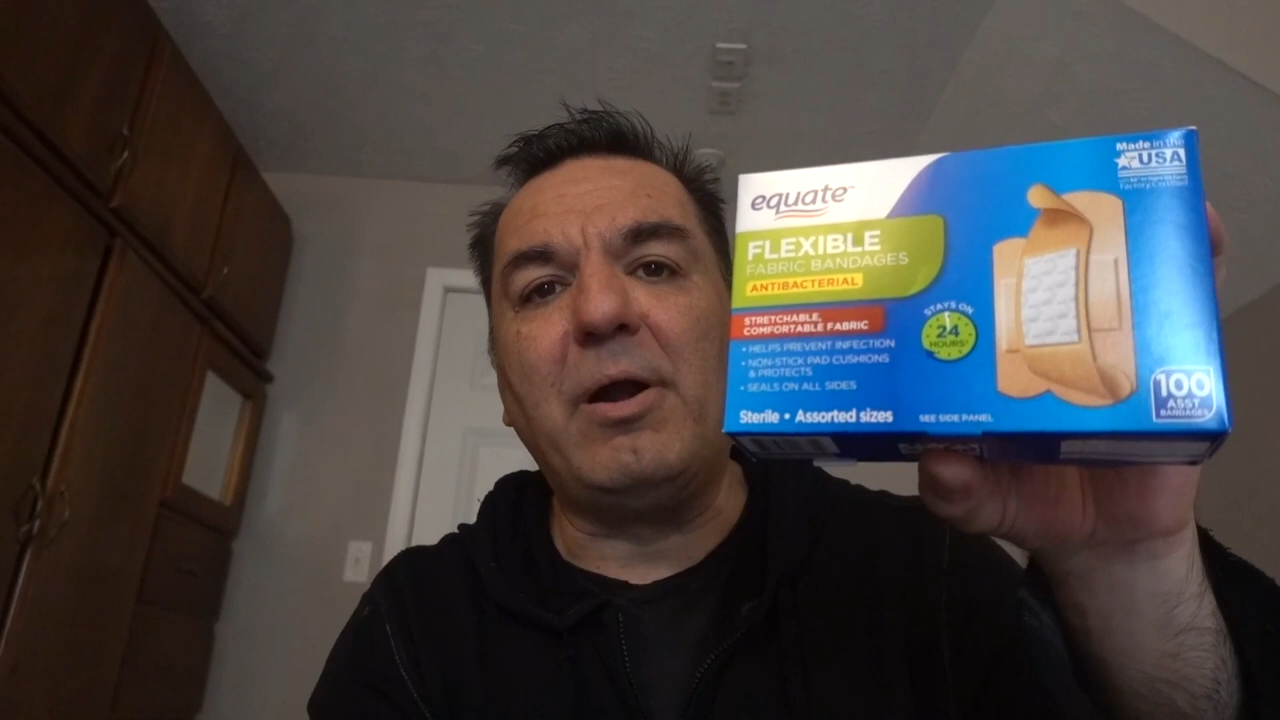 equate™
FLEXIBLE
FABRIC BANDAGES
ANTIBACTERIAL
STRETCHABLE,
COMFORTABLE FABRIC
• HELPS PREVENT INFECTION
• NON-STICK PAD CUSHIONS
& PROTECTS
• SEALS ON ALL SIDES
Sterile • Assorted sizes
SEE SIDE PANEL
STAYS ON
24
HOURS
Made in the
USA
Factory Certified
100
ASST
BANDAGES